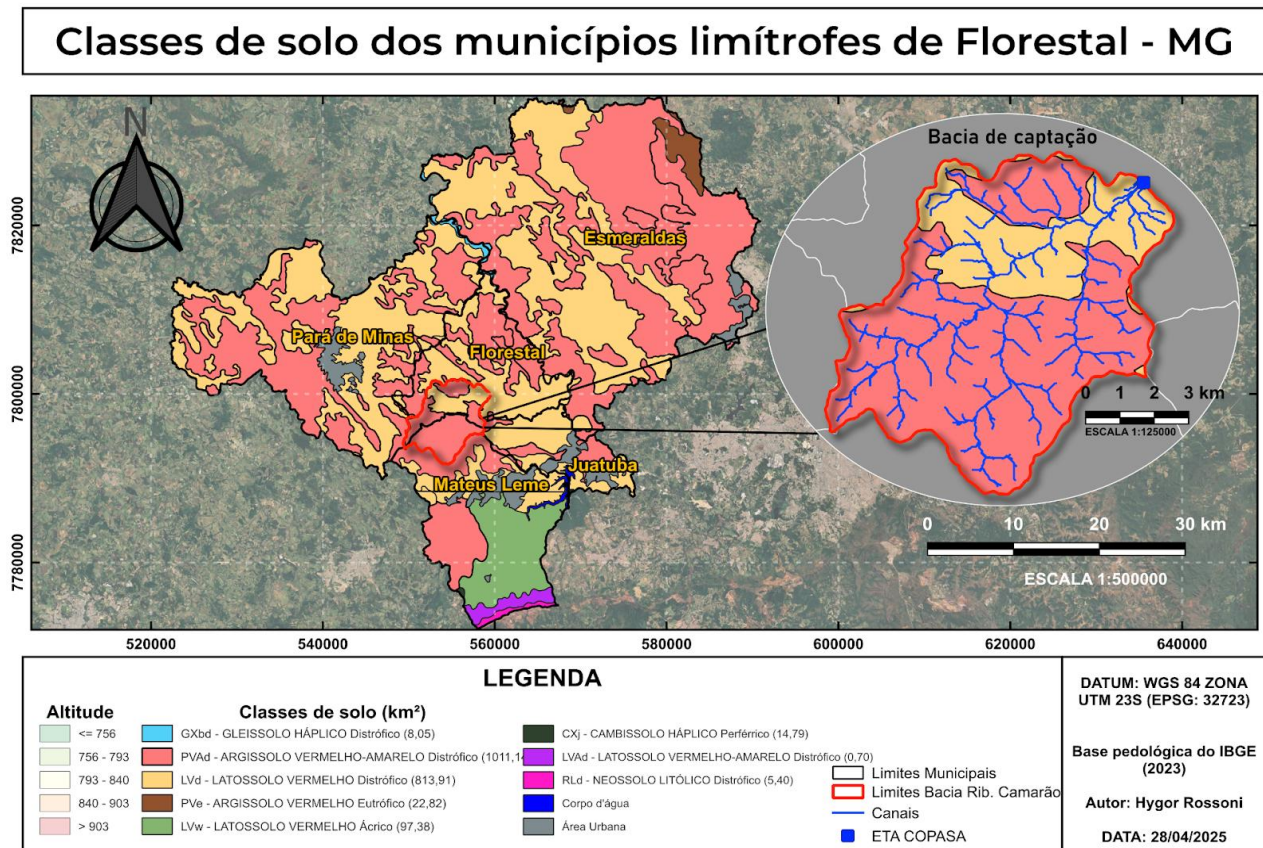 Classes de solo dos municípios limítrofes de Florestal - MG
N
Bacia de captação
7820000
7800000
7780000
Esmeraldas
Pará de Minas
Florestal
Juatuba
Mateus Leme
0 1 2 3 km
ESCALA 1:125000
0 10 20 30 km
ESCALA 1:500000
520000 540000 560000 580000 600000 620000 640000
LEGENDA
Altitude
<= 756
756 - 793
793 - 840
840 - 903
> 903
Classes de solo (km²)
GXbd - GLEISSOLO HÁPLICO Distrófico (8,05)
PVAd - ARGISSOLO VERMELHO-AMARELO Distrófico (1011,1
LVd - LATOSSOLO VERMELHO Distrófico (813,91)
PVe - ARGISSOLO VERMELHO Eutrófico (22,82)
LVw - LATOSSOLO VERMELHO Ácrico (97,38)
CXj - CAMBISSOLO HÁPLICO Perférrico (14,79)
LVAd - LATOSSOLO VERMELHO-AMARELO Distrófico (0,70)
RLd - NEOSSOLO LITÓLICO Distrófico (5,40)
Corpo d'água
Área Urbana
Limites Municipais
Limites Bacia Rib. Camarão
Canais
ETA COPASA
DATUM: WGS 84 ZONA
UTM 23S (EPSG: 32723)
Base pedológica do IBGE
(2023)
Autor: Hygor Rossoni
DATA: 28/04/2025